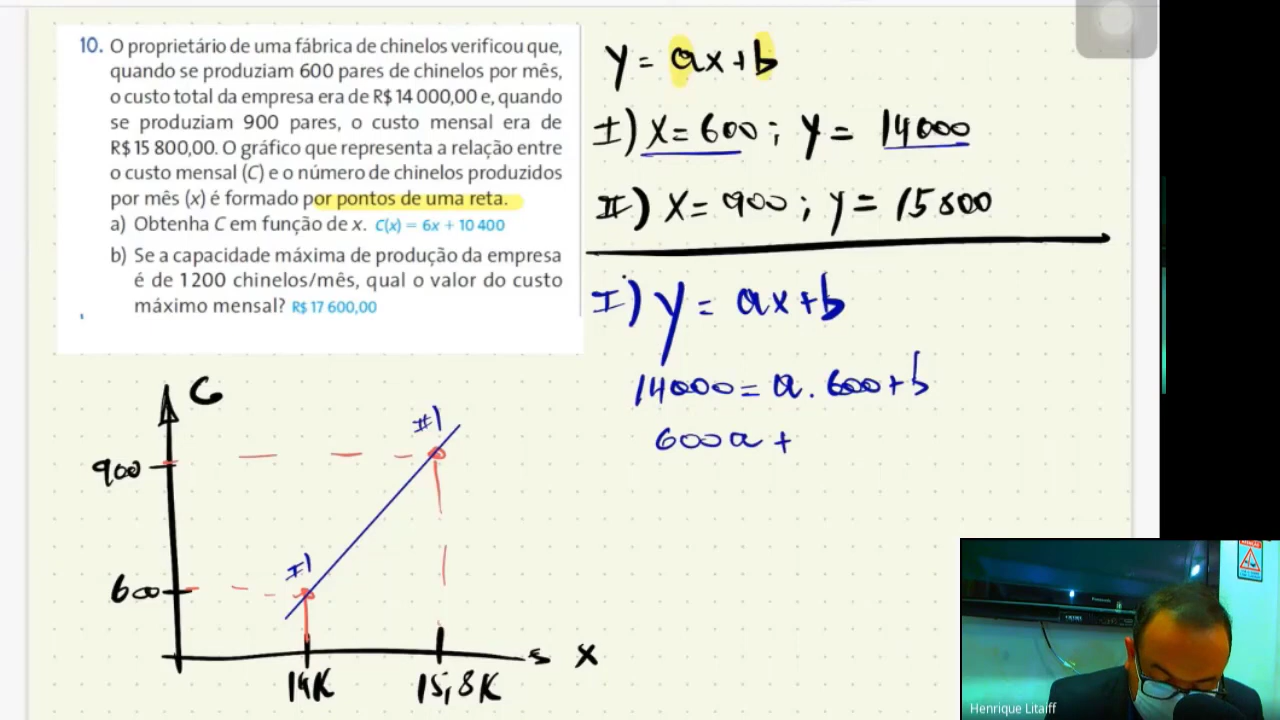 10. O proprietário de uma fábrica de chinelos verificou que,
quando se produziam 600 pares de chinelos por mês,
o custo total da empresa era de R$ 14 000,00 e, quando
se produziam 900 pares, o custo mensal era de
R$ 15 800,00. O gráfico que representa a relação entre
o custo mensal (C) e o número de chinelos produzidos
por mês (x) é formado por pontos de uma reta.
a) Obtenha C em função de x. C(x) = 6x + 10 400
b) Se a capacidade máxima de produção da empresa
é de 1 200 chinelos/mês, qual o valor do custo
máximo mensal? R$ 17 600,00
y = ax + b
I) x = 600 ; y = 14000
II) x = 900 ; y = 15800
I) y = ax + b
14000 = a . 600 + b
600a +
C
900
600
II)
I)
14K
15,8K
x
Henrique Litaiff